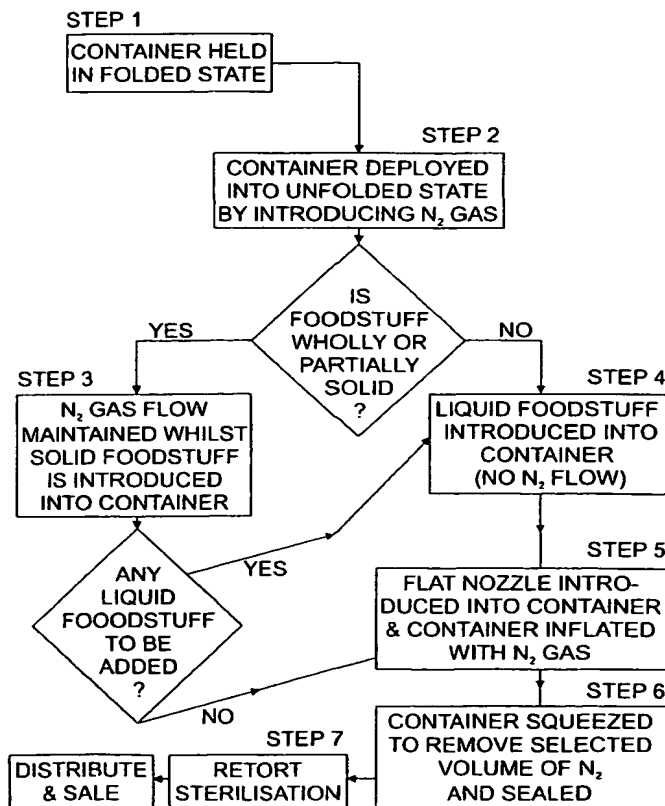 STEP 1
CONTAINER HELD
IN FOLDED STATE
STEP 2
CONTAINER DEPLOYED
INTO UNFOLDED STATE
BY INTRODUCING N₂ GAS
IS
FOODSTUFF
WHOLLY OR
PARTIALLY
SOLID
?
YES
NO
STEP 3
N₂ GAS FLOW
MAINTAINED WHILST
SOLID FOODSTUFF
IS INTRODUCED
INTO CONTAINER
STEP 4
LIQUID FOODSTUFF
INTRODUCED INTO
CONTAINER
(NO N₂ FLOW)
ANY
LIQUID
FOOODSTUFF
TO BE
ADDED
?
YES
NO
STEP 5
FLAT NOZZLE INTRO-
DUCED INTO CONTAINER
& CONTAINER INFLATED
WITH N₂ GAS
STEP 6
CONTAINER SQUEEZED
TO REMOVE SELECTED
VOLUME OF N₂
AND SEALED
STEP 7
RETORT
STERILISATION
DISTRIBUTE
& SALE